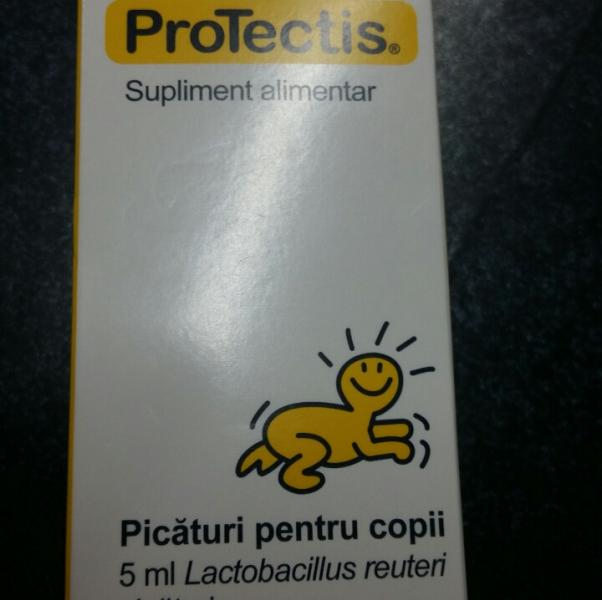 ProTectis®
Supliment alimentar
Picături pentru copii
5 ml Lactobacillus reuteri